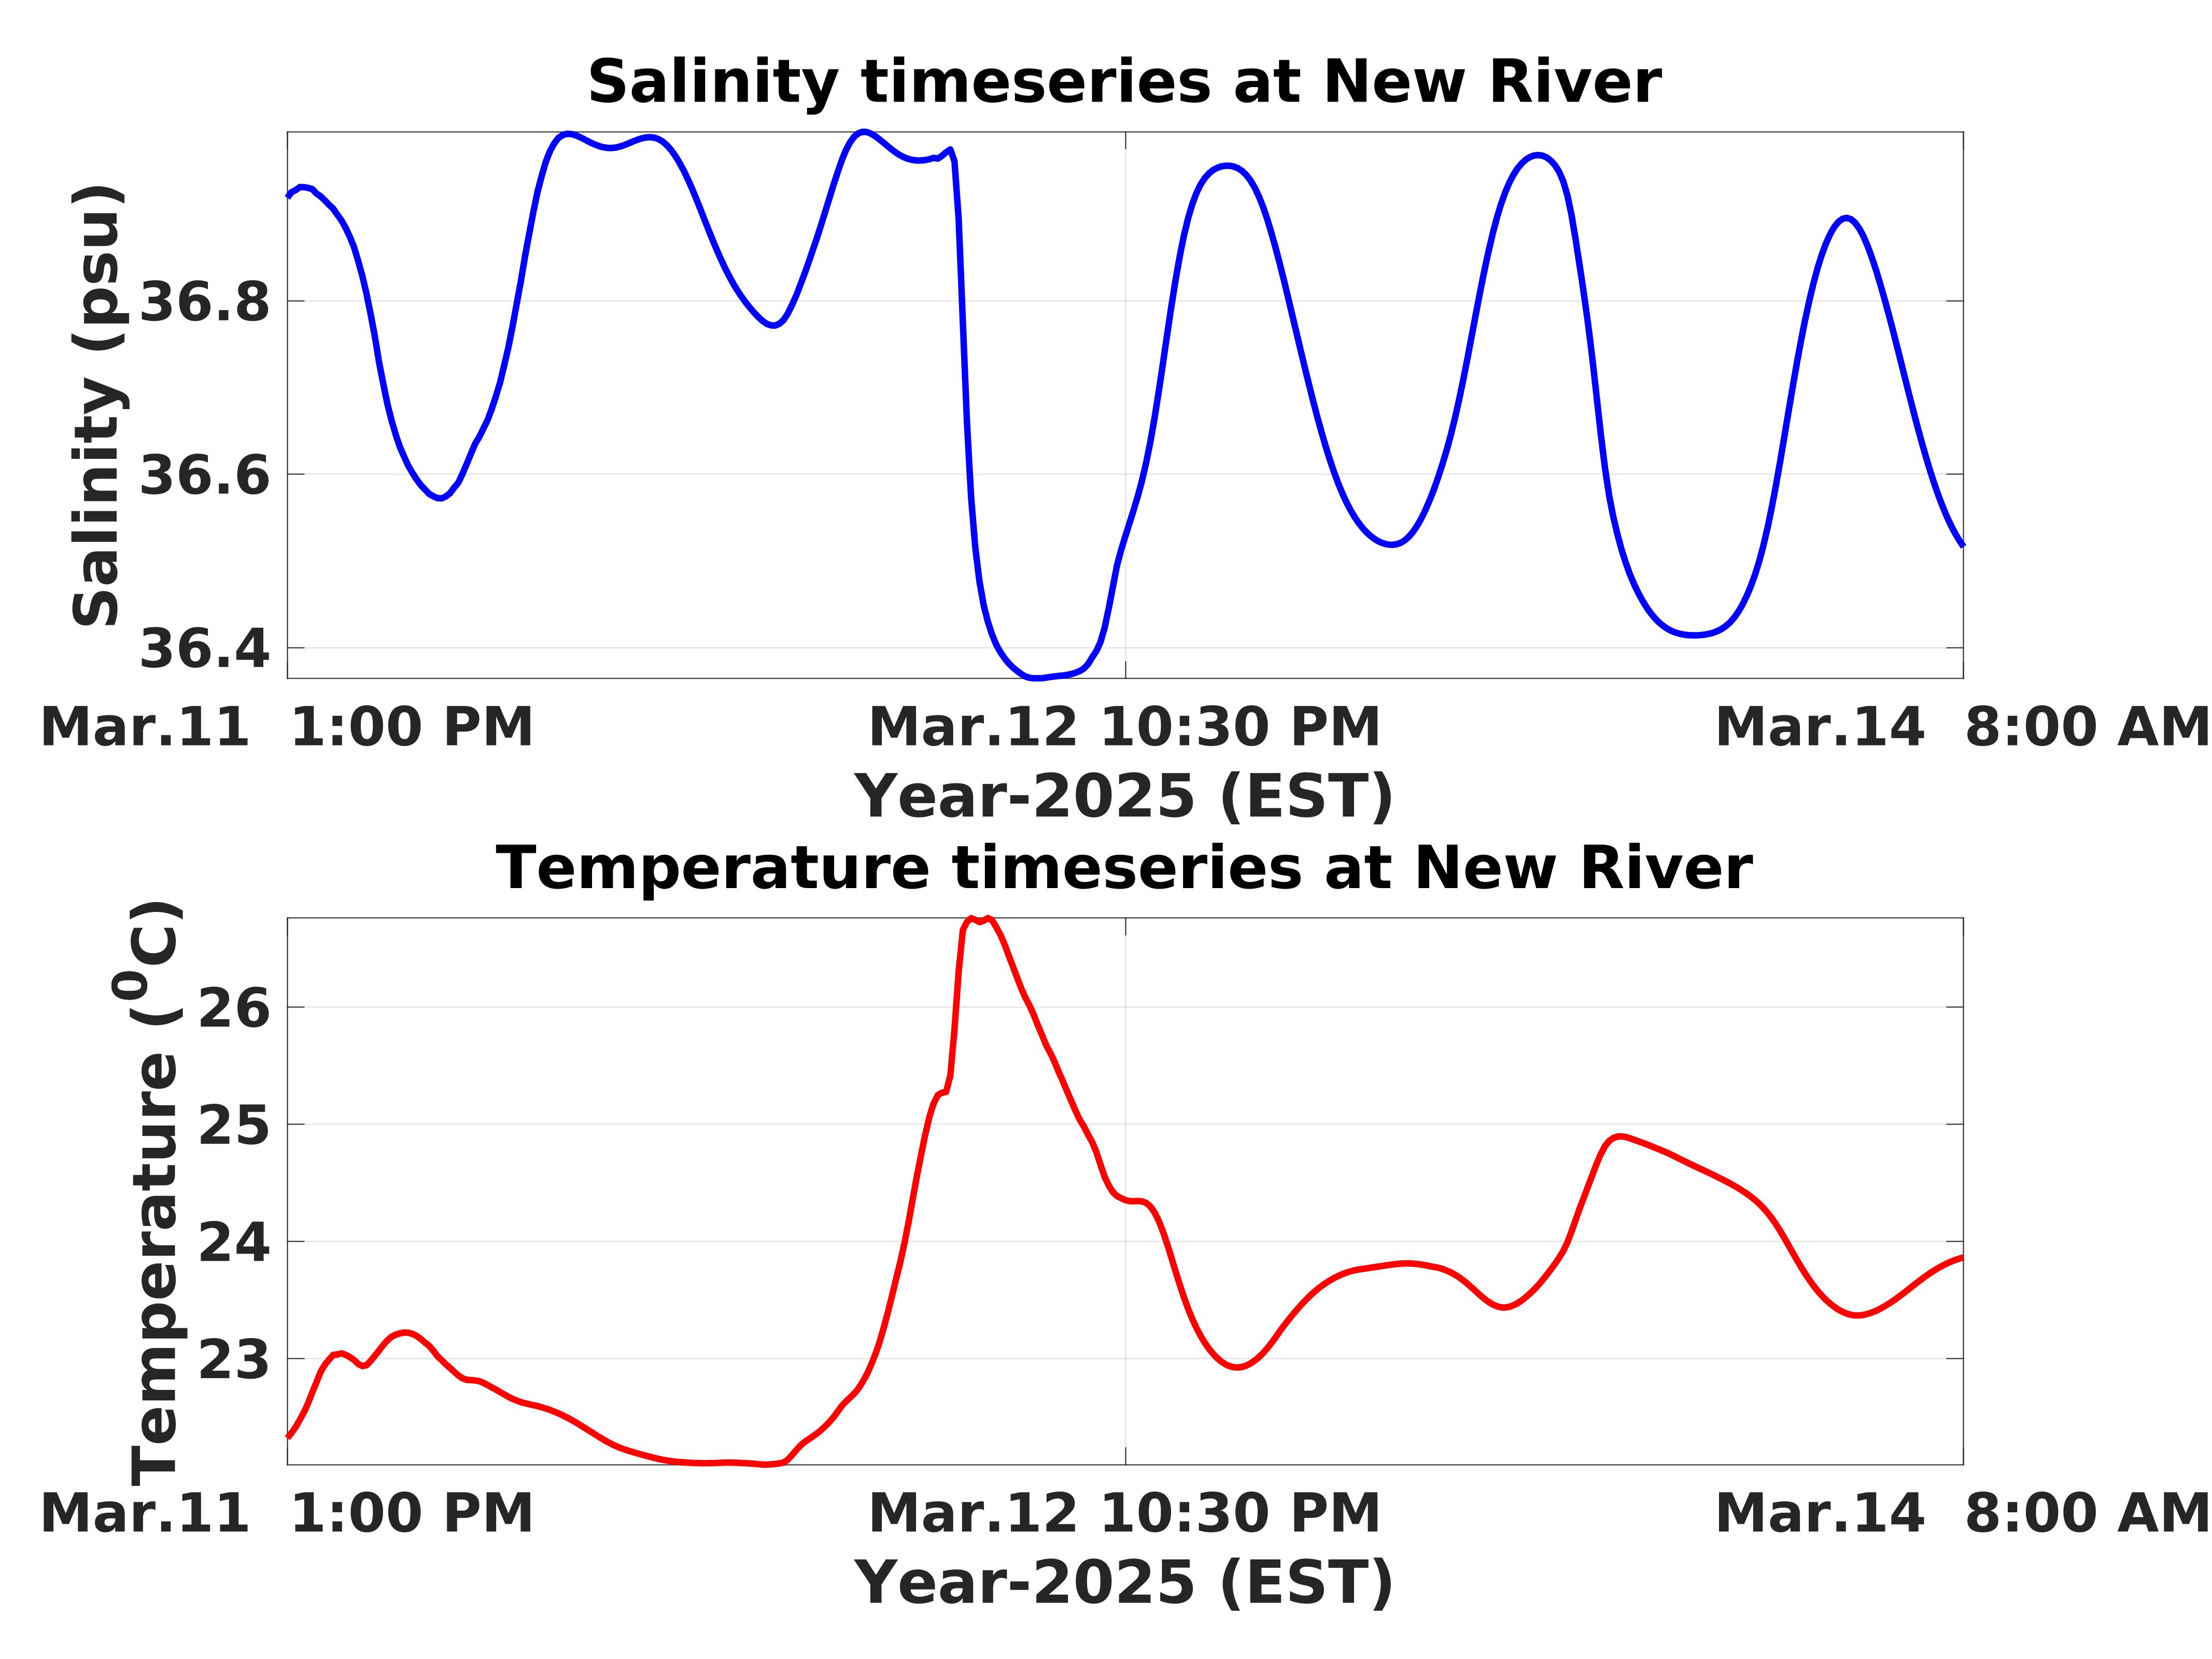 Salinity timeseries at New River
Salinity (psu)
36.8
36.6
36.4
Mar.11  1:00 PM
Mar.12 10:30 PM
Mar.14  8:00 AM
Year-2025 (EST)
Temperature timeseries at New River
Temperature (⁰C)
26
25
24
23
Mar.11  1:00 PM
Mar.12 10:30 PM
Mar.14  8:00 AM
Year-2025 (EST)